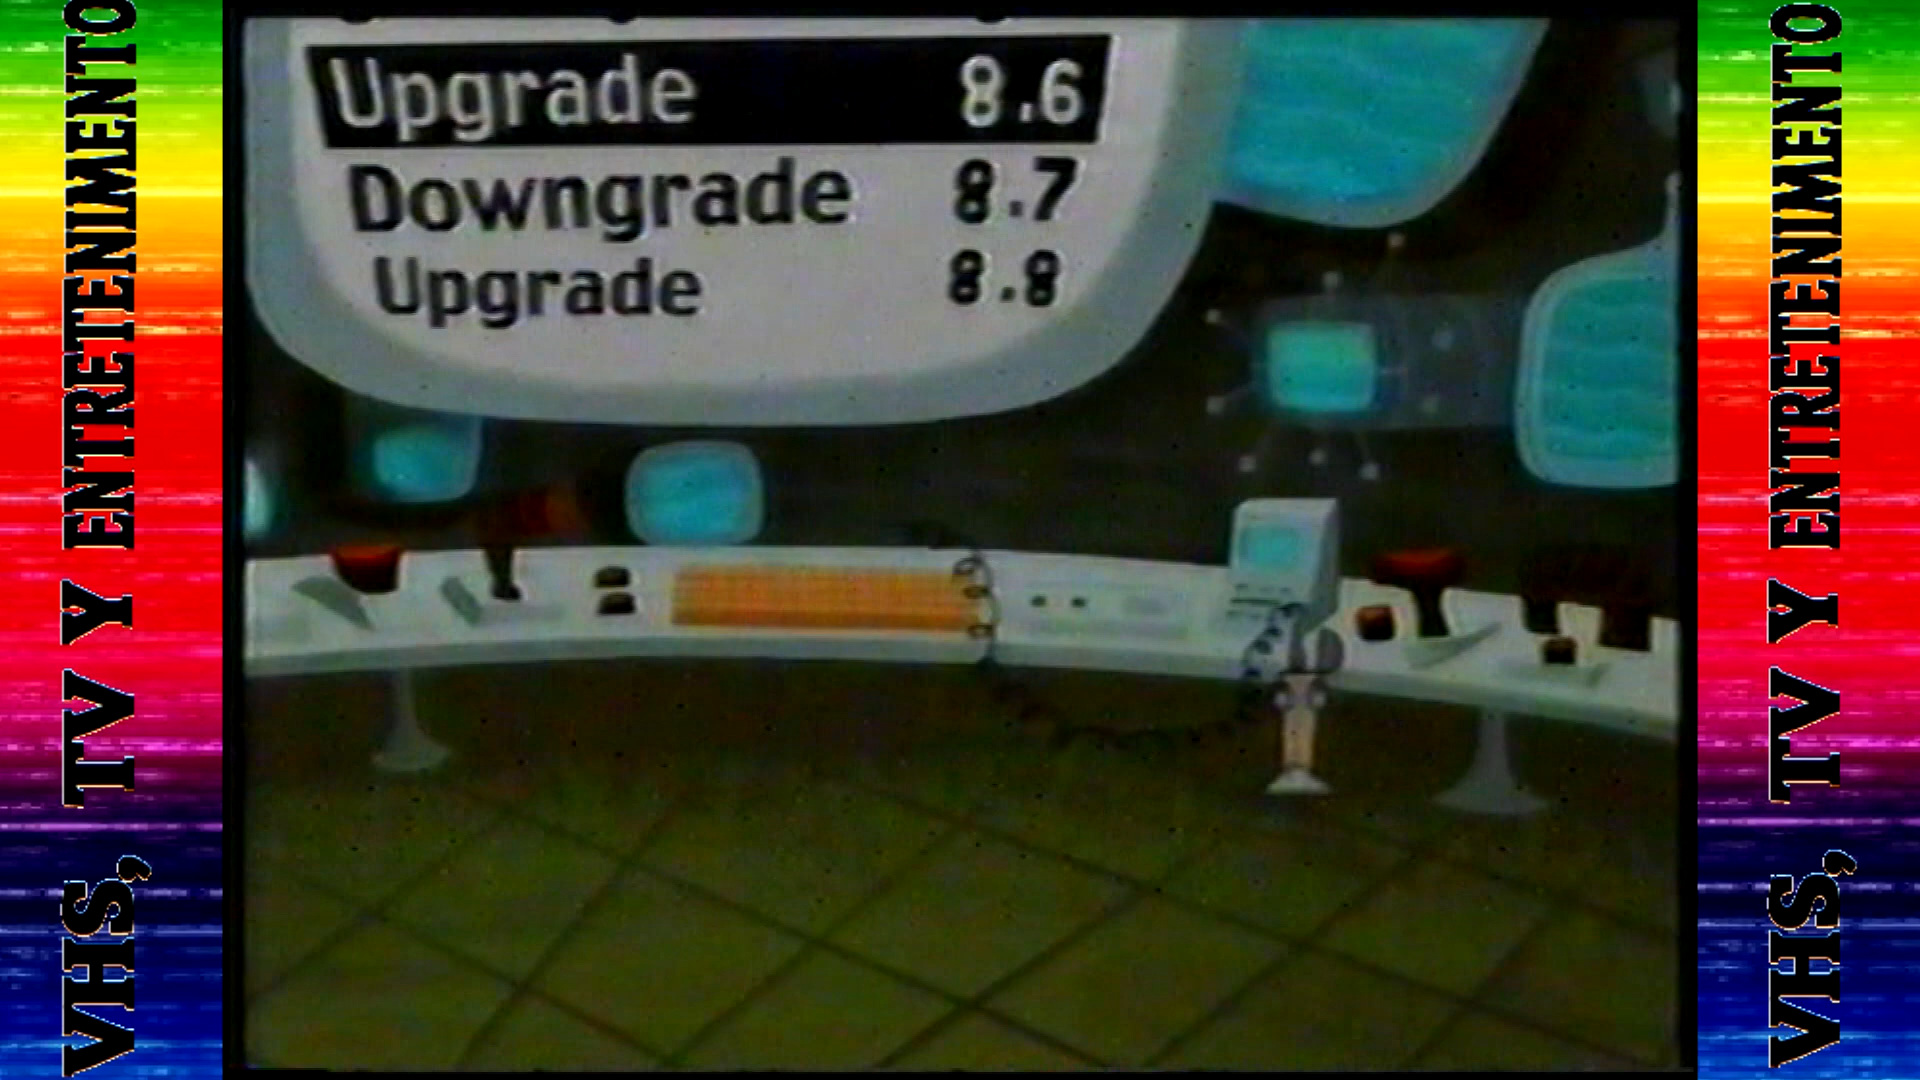 VHS, TV Y ENTRETENIMENTO
Upgrade 8.6
Downgrade 8.7
Upgrade 8.8
VHS, TV Y ENTRETENIMENTO